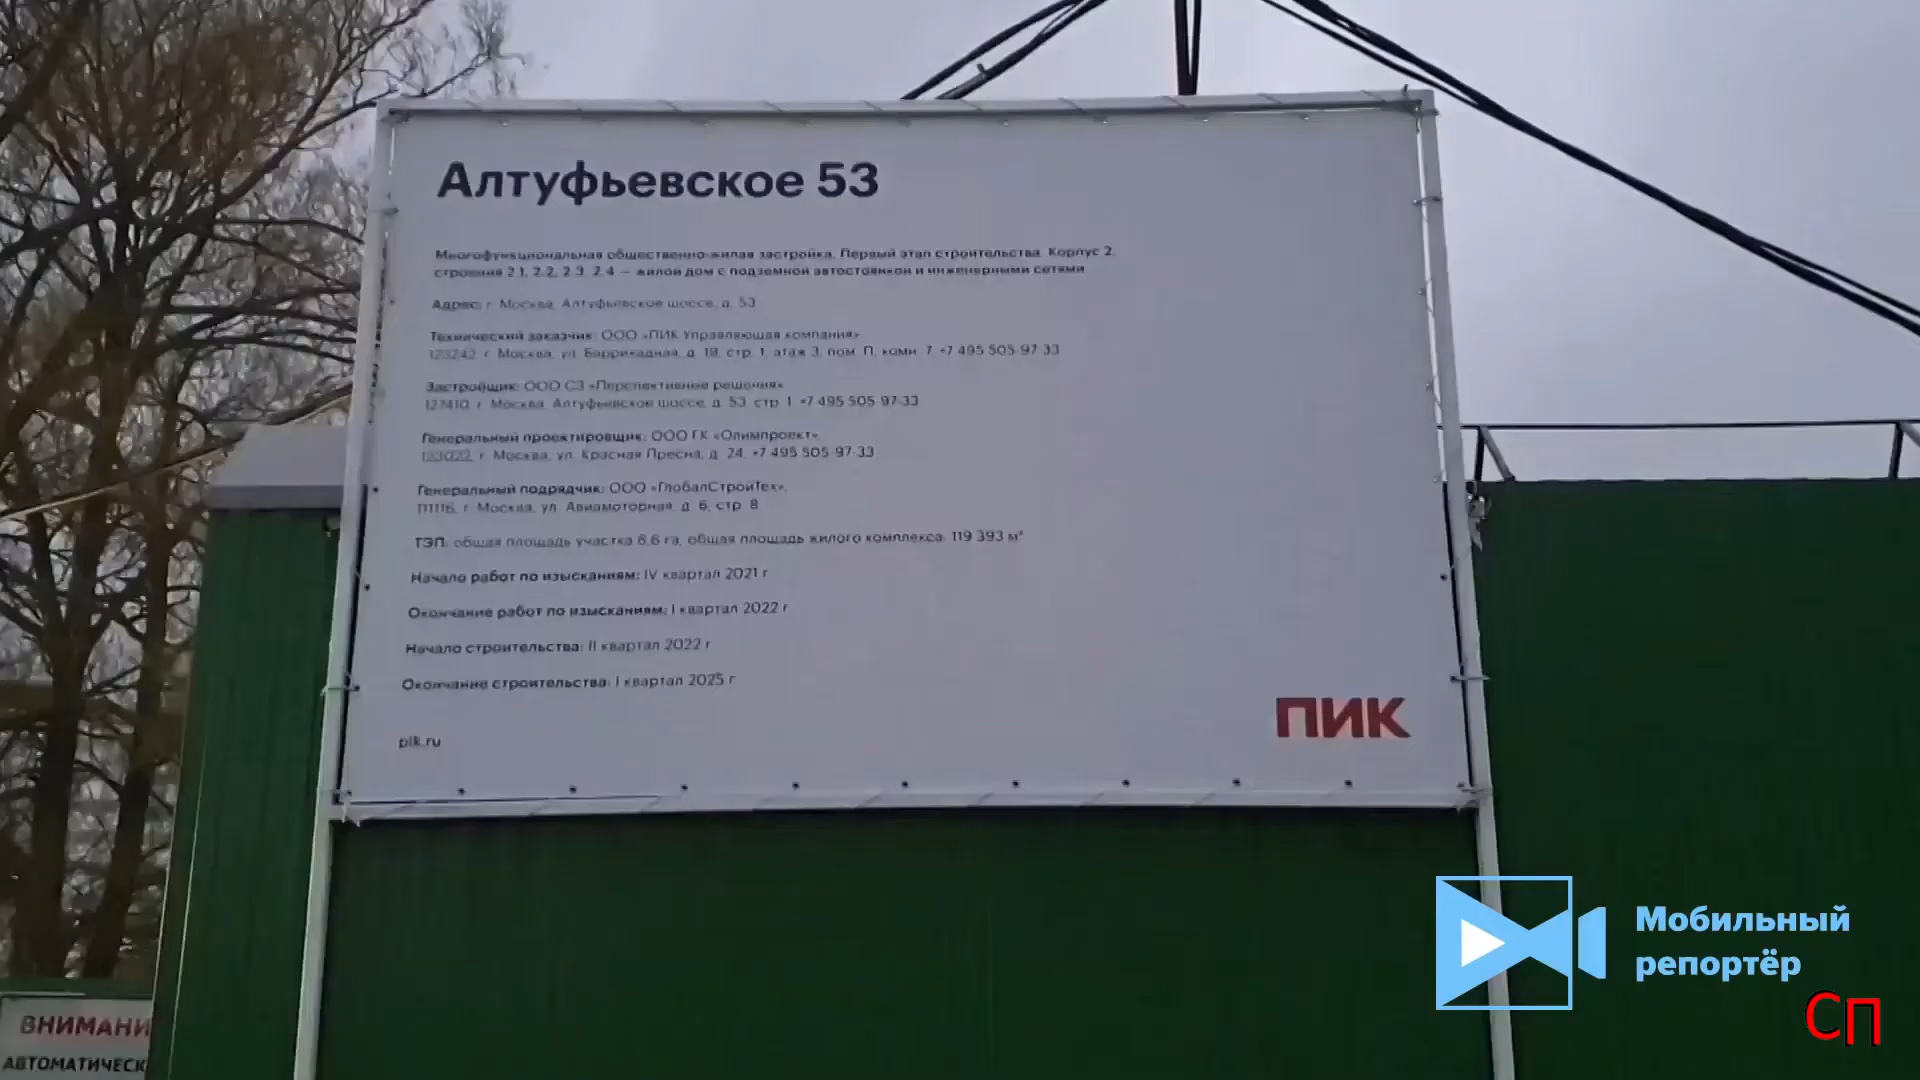 Алтуфьевское 53
Многофункциональная общественно-жилая застройка. Первый этап строительства. Корпус 2,
строения 2.1, 2.2, 2.3, 2.4 — жилой дом с подземной автостоянкой и инженерными сетями
Адрес: г. Москва, Алтуфьевское шоссе, д. 53
Технический заказчик: ООО «ПИК Управляющая компания»
123242, г. Москва, ул. Баррикадная, д. 19, стр. 1, этаж 3, пом. П, комн. 7, +7 495 505-97-33
Застройщик: ООО СЗ «Перспективные решения»
127410, г. Москва, Алтуфьевское шоссе, д. 53, стр. 1, +7 495 505-97-33
Генеральный проектировщик: ООО ГК «Олимпроект»
123022, г. Москва, ул. Красная Пресня, д. 24, +7 495 505-97-33
Генеральный подрядчик: ООО «ГлобалСтройТех»,
111116, г. Москва, ул. Авиамоторная, д. 6, стр. 8
ТЭП: общая площадь участка 6,6 га, общая площадь жилого комплекса: 119 393 м²
Начало работ по изысканиям: IV квартал 2021 г
Окончание работ по изысканиям: I квартал 2022 г
Начало строительства: II квартал 2022 г
Окончание строительства: I квартал 2025 г
pik.ru
ПИК
Мобильный
репортёр
СП
ВНИМАНИ
АВТОМАТИЧЕСК